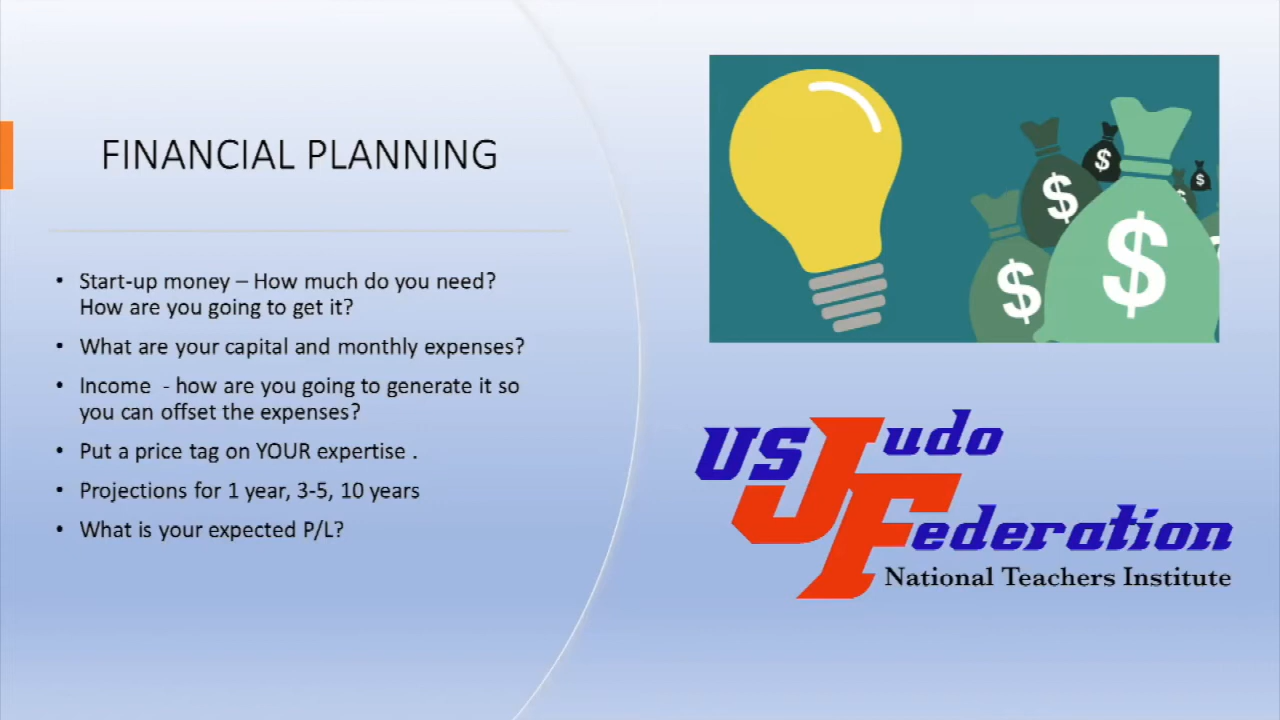 FINANCIAL PLANNING
• Start-up money – How much do you need?
How are you going to get it?
• What are your capital and monthly expenses?
• Income - how are you going to generate it so
you can offset the expenses?
• Put a price tag on YOUR expertise .
• Projections for 1 year, 3-5, 10 years
• What is your expected P/L?
$ $ $ $ $ $
US Judo
Federation
National Teachers Institute